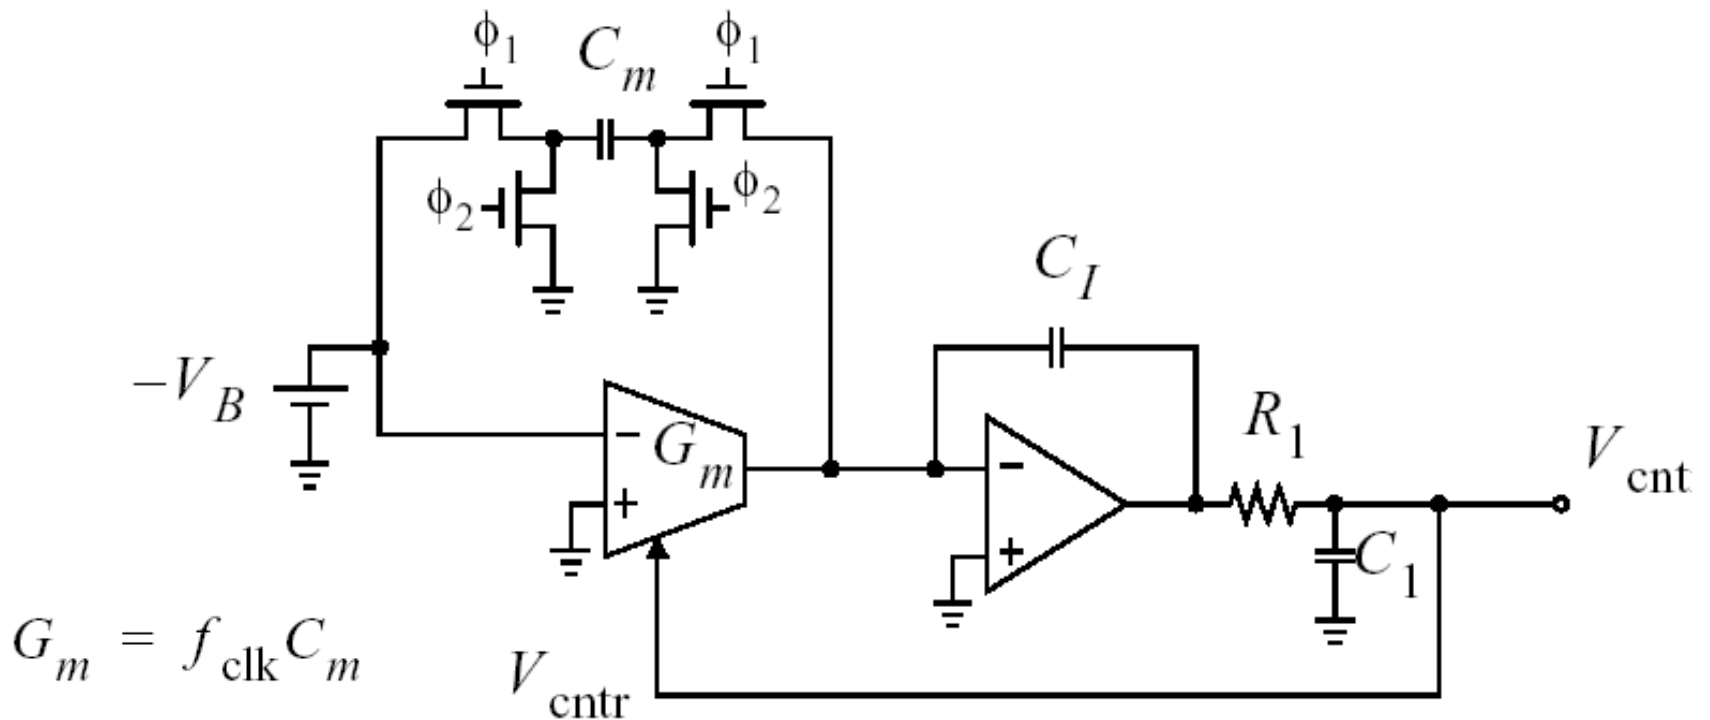 ϕ1 Cm ϕ1
ϕ2 ϕ2
CI
−VB
− Gm
+
−
+
R1
Vcnt
C1
Gm = fclkCm
Vcntr